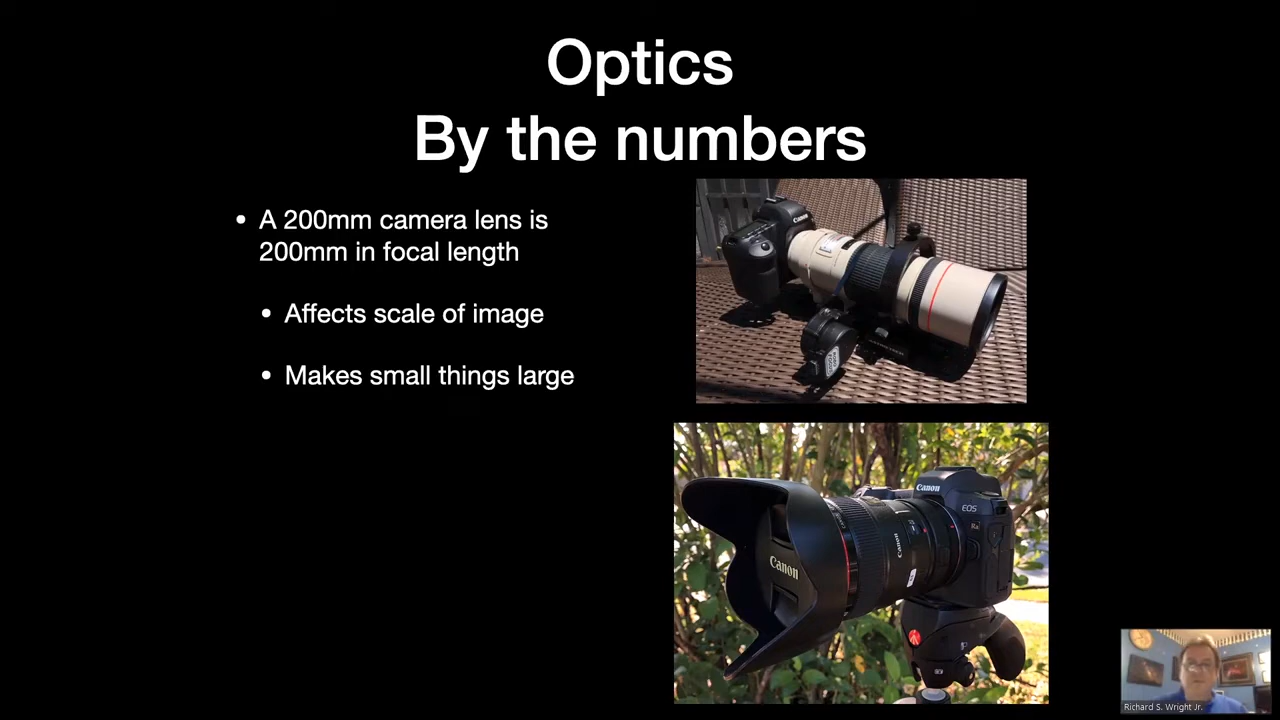 Optics
By the numbers
• A 200mm camera lens is
200mm in focal length
• Affects scale of image
• Makes small things large
Canon
Canon
EOS
Ra
Canon
Canon
Richard S. Wright Jr.